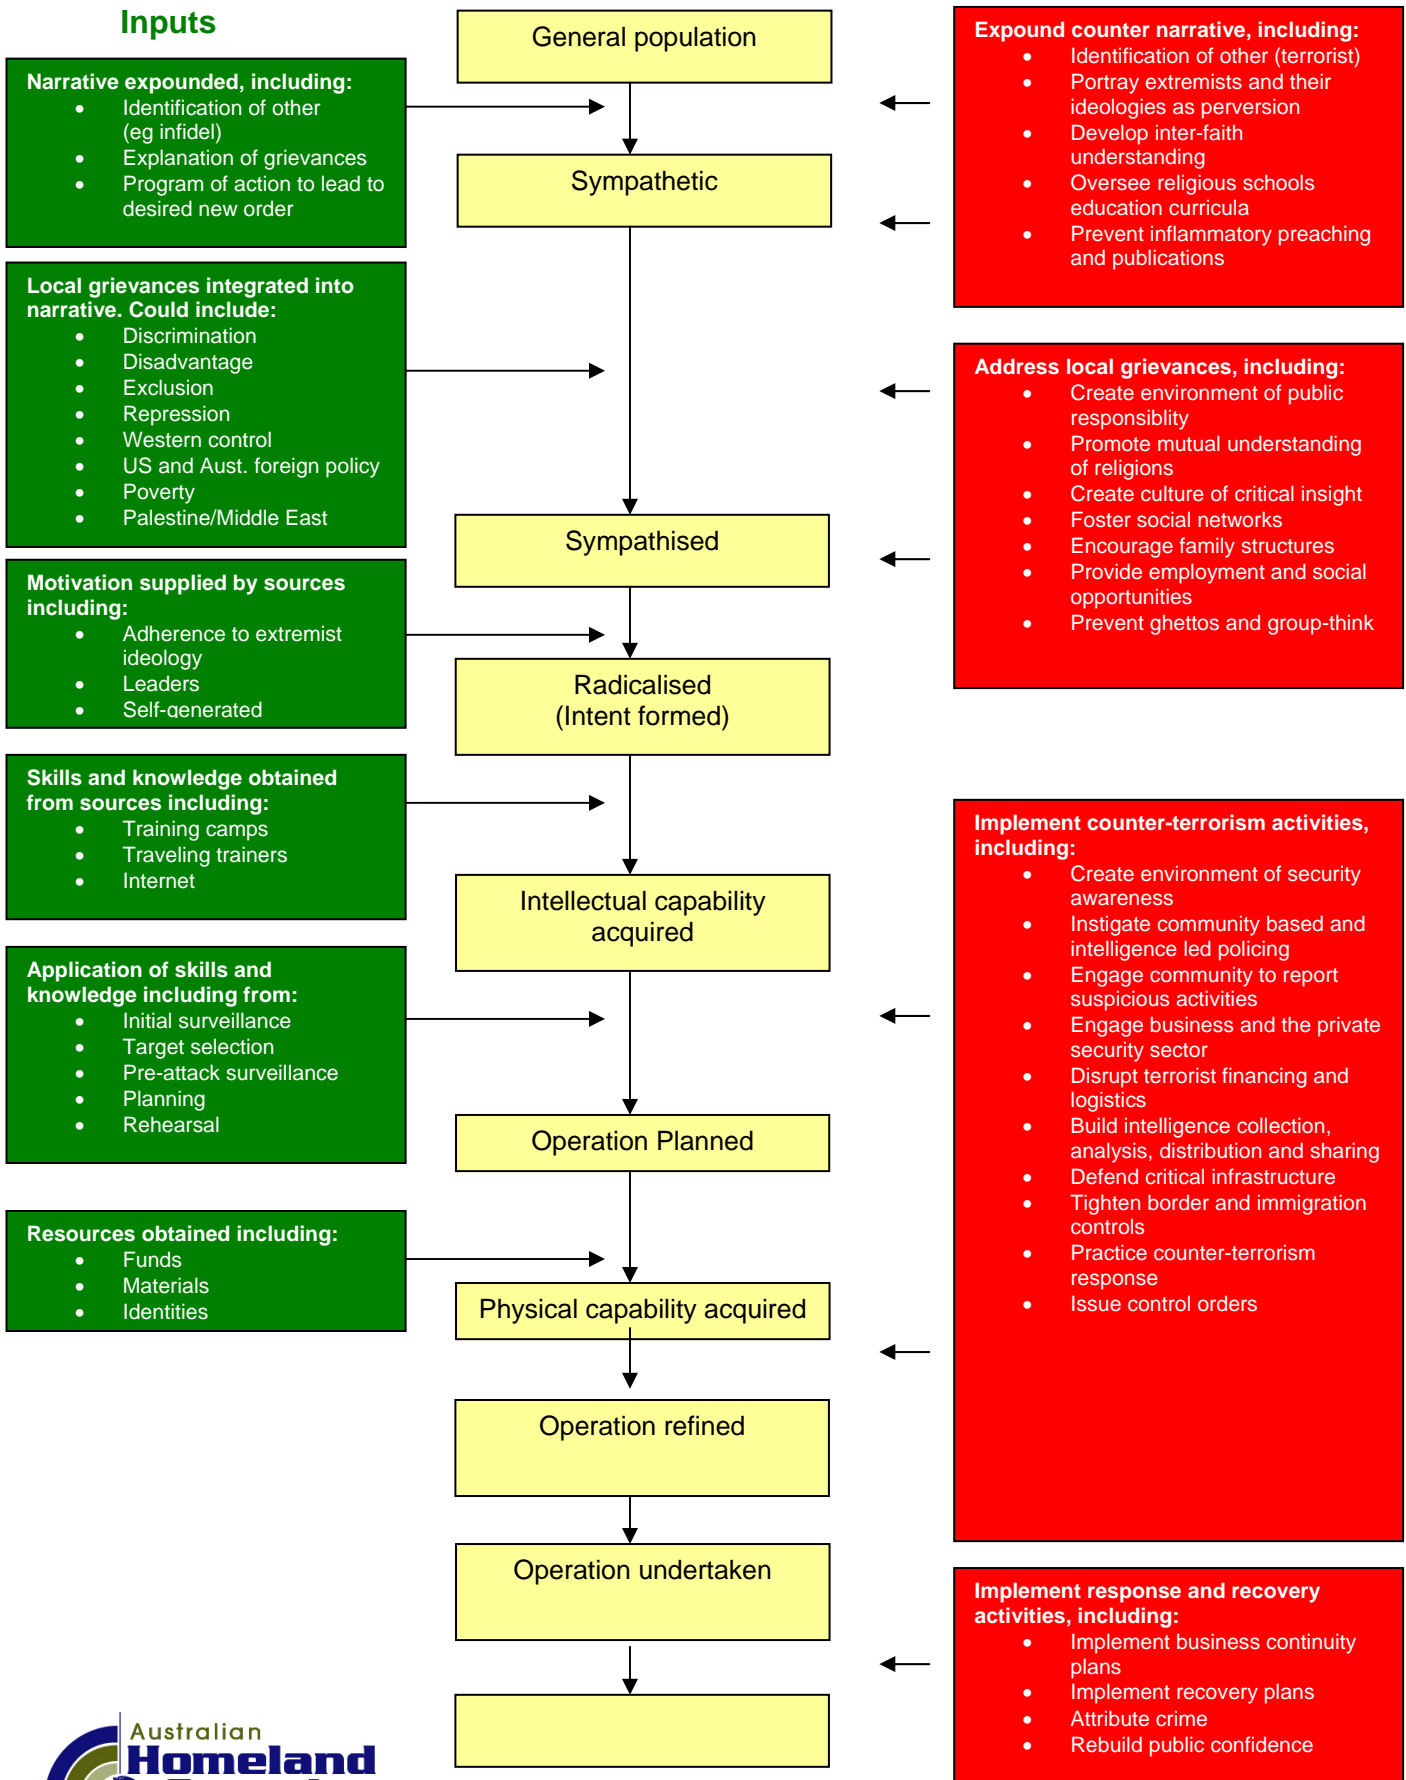 Inputs
Narrative expounded, including:
• Identification of other
(eg infidel)
• Explanation of grievances
• Program of action to lead to
desired new order
Local grievances integrated into
narrative. Could include:
• Discrimination
• Disadvantage
• Exclusion
• Repression
• Western control
• US and Aust. foreign policy
• Poverty
• Palestine/Middle East
Motivation supplied by sources
including:
• Adherence to extremist
ideology
• Leaders
• Self-generated
Skills and knowledge obtained
from sources including:
• Training camps
• Traveling trainers
• Internet
Application of skills and
knowledge including from:
• Initial surveillance
• Target selection
• Pre-attack surveillance
• Planning
• Rehearsal
Resources obtained including:
• Funds
• Materials
• Identities
General population
Sympathetic
Sympathised
Radicalised
(Intent formed)
Intellectual capability
acquired
Operation Planned
Physical capability acquired
Operation refined
Operation undertaken
Expound counter narrative, including:
• Identification of other (terrorist)
• Portray extremists and their
ideologies as perversion
• Develop inter-faith
understanding
• Oversee religious schools
education curricula
• Prevent inflammatory preaching
and publications
Address local grievances, including:
• Create environment of public
responsiblity
• Promote mutual understanding
of religions
• Create culture of critical insight
• Foster social networks
• Encourage family structures
• Provide employment and social
opportunities
• Prevent ghettos and group-think
Implement counter-terrorism activities,
including:
• Create environment of security
awareness
• Instigate community based and
intelligence led policing
• Engage community to report
suspicious activities
• Engage business and the private
security sector
• Disrupt terrorist financing and
logistics
• Build intelligence collection,
analysis, distribution and sharing
• Defend critical infrastructure
• Tighten border and immigration
controls
• Practice counter-terrorism
response
• Issue control orders
Implement response and recovery
activities, including:
• Implement business continuity
plans
• Implement recovery plans
• Attribute crime
• Rebuild public confidence
Australian
Homeland